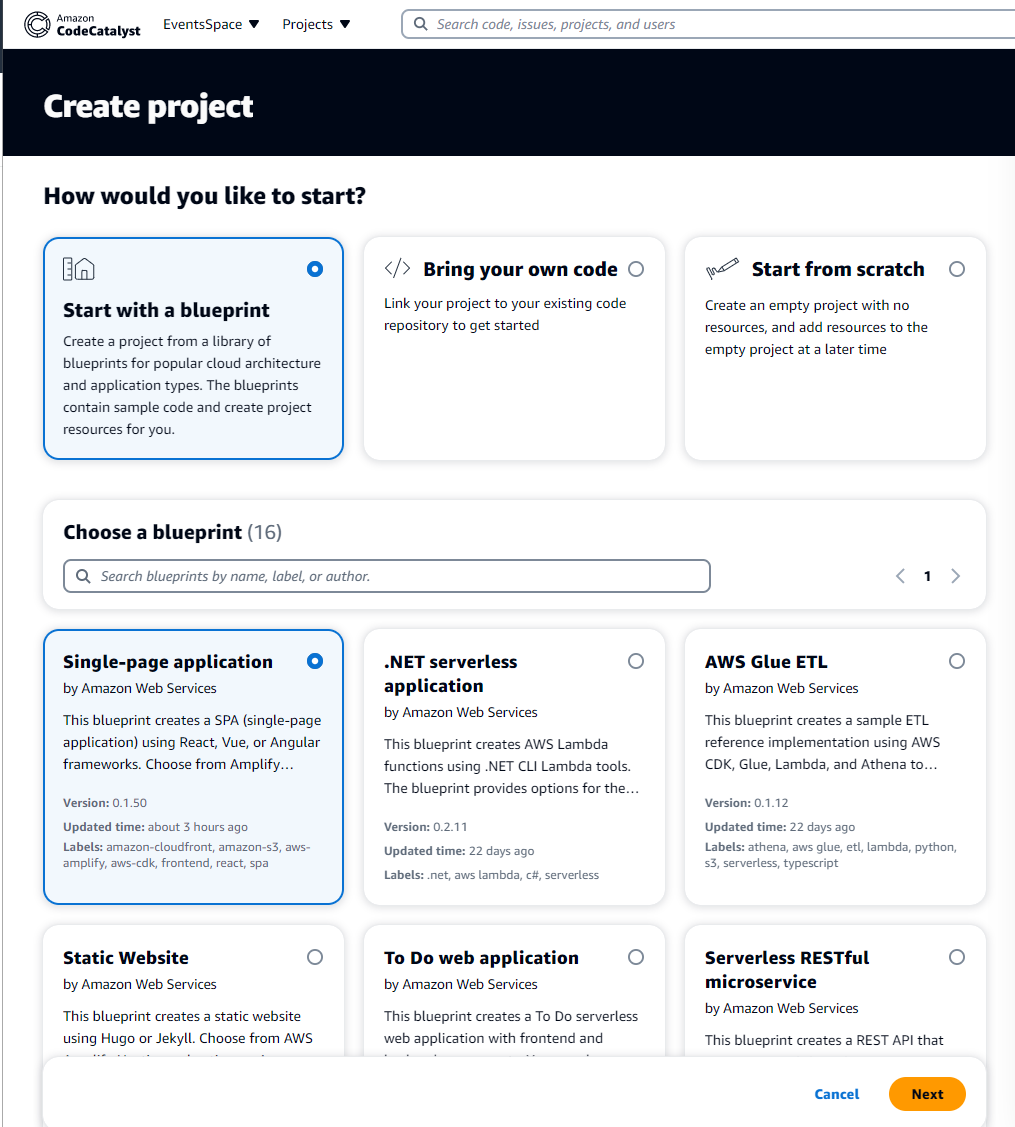 Amazon
CodeCatalyst
EventsSpace
Projects
Search code, issues, projects, and users
Create project
How would you like to start?
Start with a blueprint
Create a project from a library of
blueprints for popular cloud architecture
and application types. The blueprints
contain sample code and create project
resources for you.
Bring your own code
Link your project to your existing code
repository to get started
Start from scratch
Create an empty project with no
resources, and add resources to the
empty project at a later time
Choose a blueprint (16)
Search blueprints by name, label, or author.
1
Single-page application
by Amazon Web Services
This blueprint creates a SPA (single-page
application) using React, Vue, or Angular
frameworks. Choose from Amplify…
Version: 0.1.50
Updated time: about 3 hours ago
Labels: amazon-cloudfront, amazon-s3, aws-
amplify, aws-cdk, frontend, react, spa
.NET serverless
application
by Amazon Web Services
This blueprint creates AWS Lambda
functions using .NET CLI Lambda tools.
The blueprint provides options for the…
Version: 0.2.11
Updated time: 22 days ago
Labels: .net, aws lambda, c#, serverless
AWS Glue ETL
by Amazon Web Services
This blueprint creates a sample ETL
reference implementation using AWS
CDK, Glue, Lambda, and Athena to…
Version: 0.1.12
Updated time: 22 days ago
Labels: athena, aws glue, etl, lambda, python,
s3, serverless, typescript
Static Website
by Amazon Web Services
This blueprint creates a static website
using Hugo or Jekyll. Choose from AWS
To Do web application
by Amazon Web Services
This blueprint creates a To Do serverless
web application with frontend and
Serverless RESTful
microservice
by Amazon Web Services
This blueprint creates a REST API that
Cancel
Next